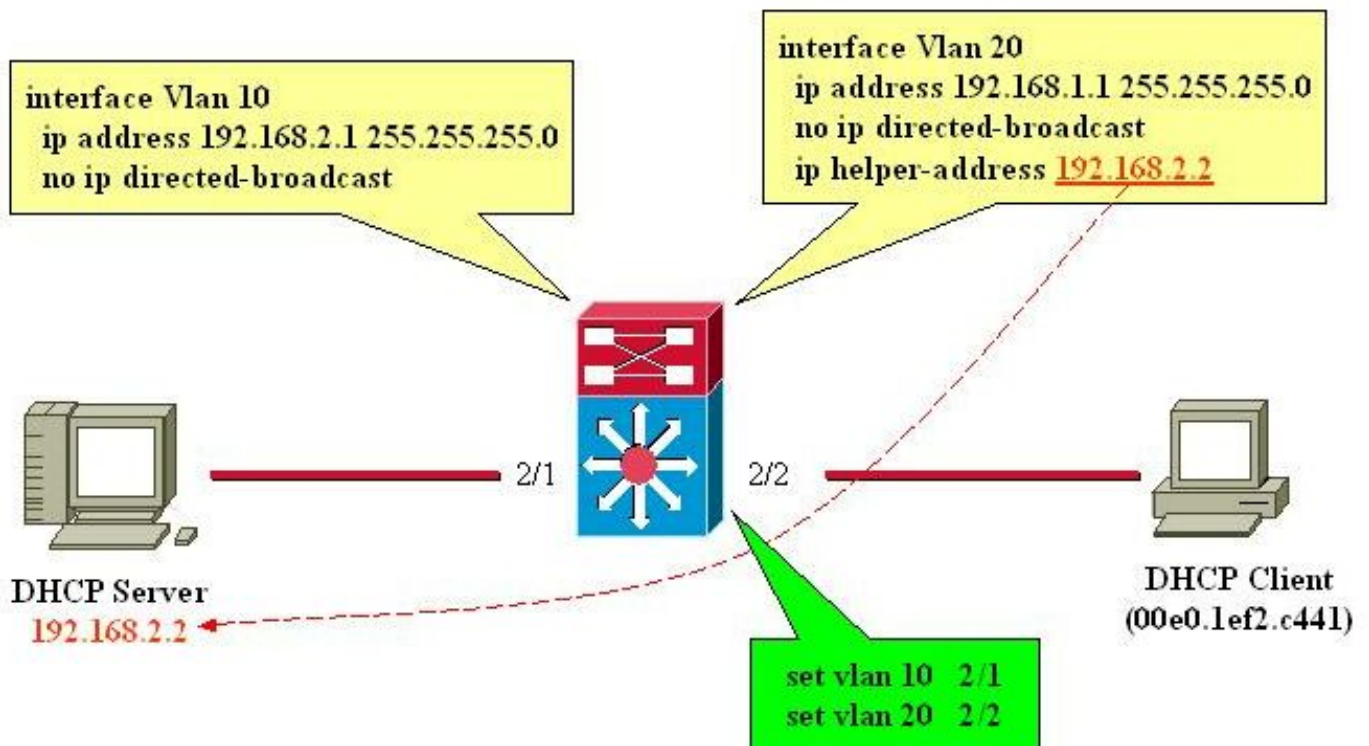 interface Vlan 10
ip address 192.168.2.1 255.255.255.0
no ip directed-broadcast
interface Vlan 20
ip address 192.168.1.1 255.255.255.0
no ip directed-broadcast
ip helper-address 192.168.2.2
2/1
2/2
DHCP Server
192.168.2.2
DHCP Client
(00e0.1ef2.c441)
set vlan 10 2/1
set vlan 20 2/2